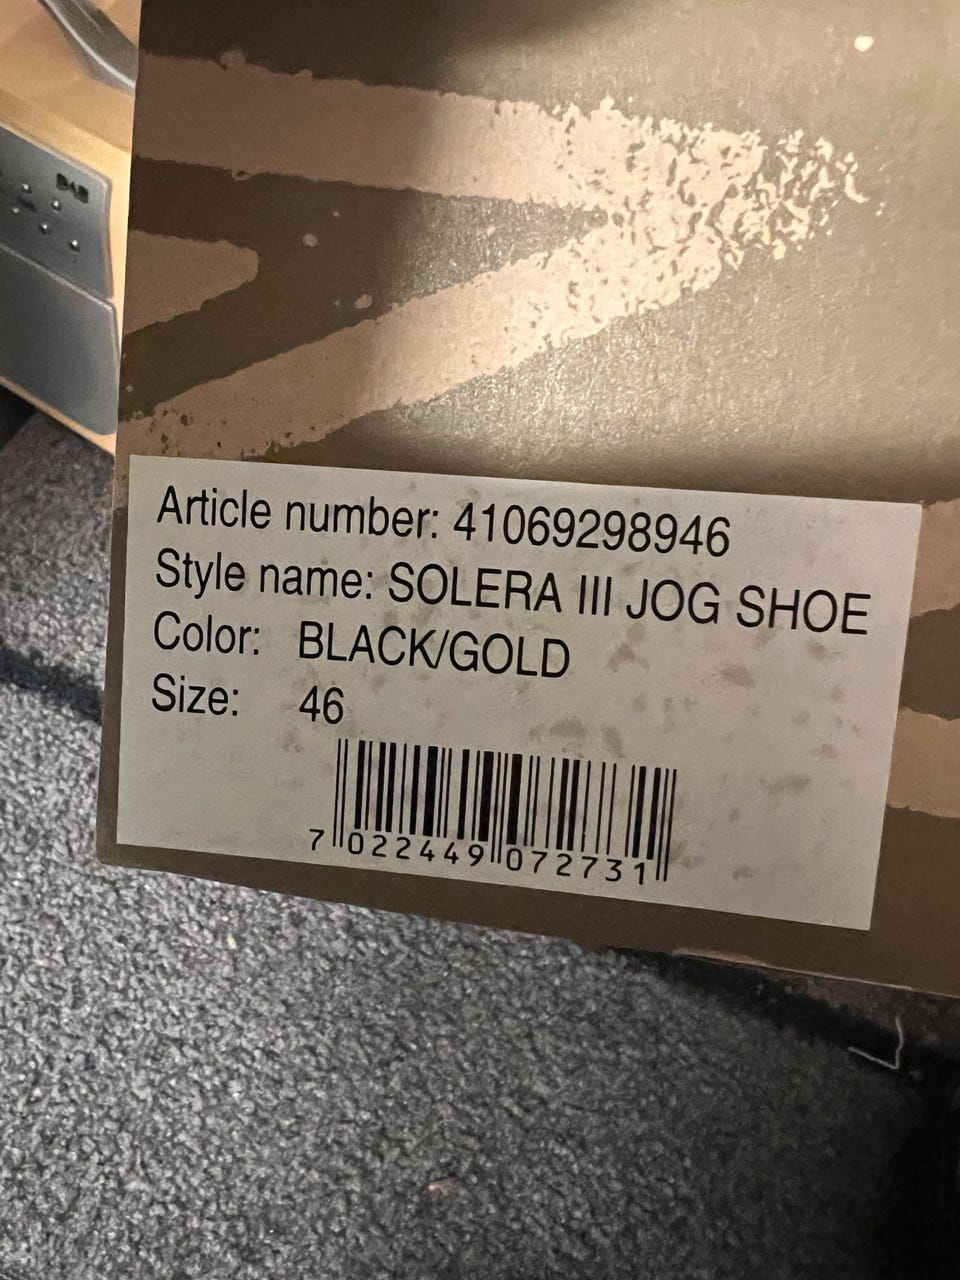 Article number: 41069298946
Style name: SOLERA III JOG SHOE
Color: BLACK/GOLD
Size: 46
7 022449 072731